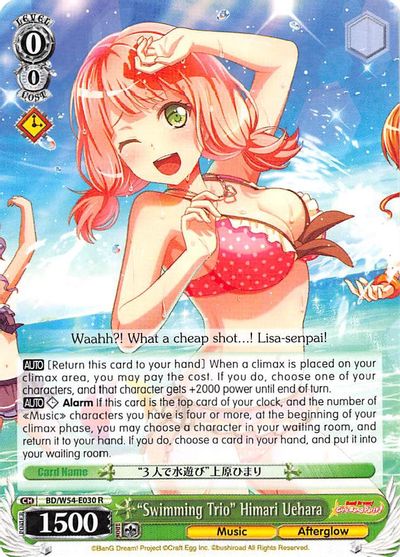 LEVEL
0
0
COST
Waahh?! What a cheap shot...! Lisa-senpai!
AUTO [Return this card to your hand] When a climax is placed on
your climax area, you may pay the cost. If you do, choose one of your
characters, and that character gets +2000 power until end of turn.
AUTO Alarm If this card is the top card of your clock, and the number
of «Music» characters you have is four or more, at the beginning of your
climax phase, you may choose a character in your waiting room, and
return it to your hand. If you do, choose a card in your hand, and put it into
your waiting room.
Card Name
"3人で水遊び"上原ひまり
CH BD/W54-E030 R
POWER
1500
"Swimming Trio" Himari Uehara
Music
Afterglow
©BanG Dream! Project ©Craft Egg Inc. ©bushiroad All Rights Reserved.